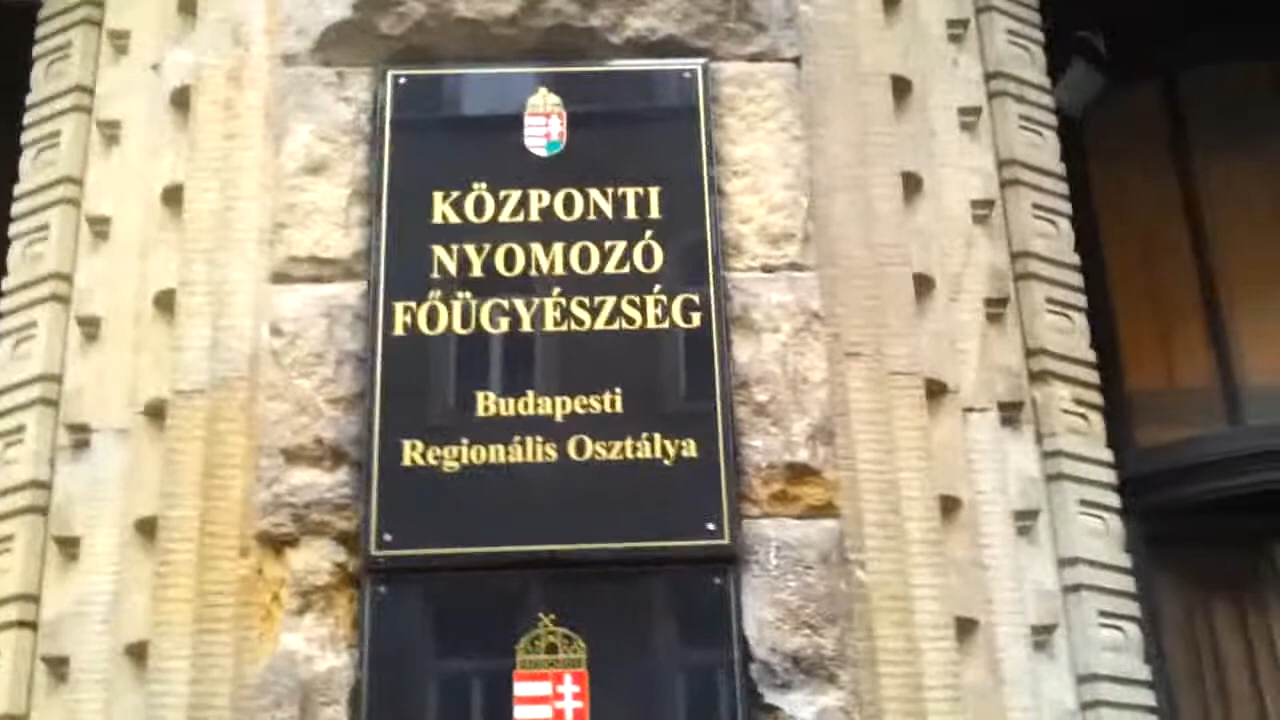 KÖZPONTI
NYOMOZÓ
FŐÜGYÉSZSÉG
Budapesti
Regionális Osztálya